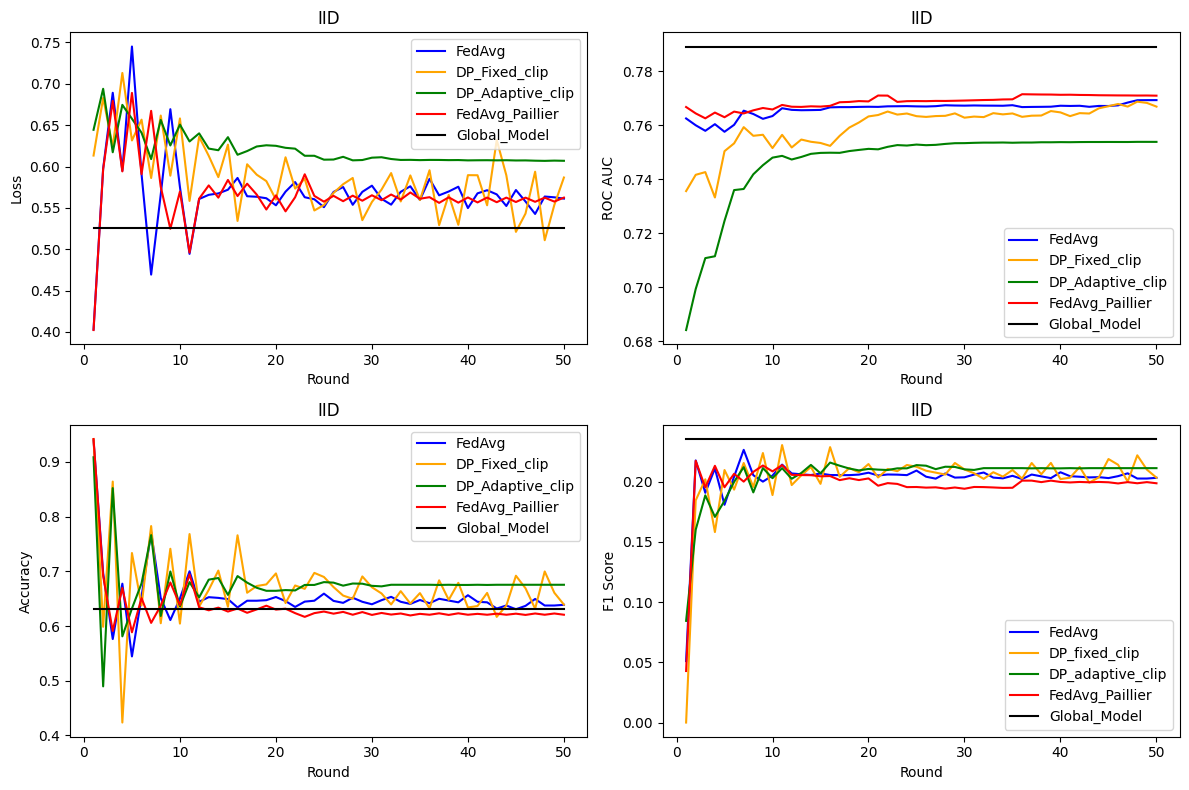 IID
Loss
0.75
0.70
0.65
0.60
0.55
0.50
0.45
0.40
0 10 20 30 40 50
Round
FedAvg
DP_Fixed_clip
DP_Adaptive_clip
FedAvg_Paillier
Global_Model
IID
ROC AUC
0.78
0.76
0.74
0.72
0.70
0.68
0 10 20 30 40 50
Round
FedAvg
DP_Fixed_clip
DP_Adaptive_clip
FedAvg_Paillier
Global_Model
IID
Accuracy
0.9
0.8
0.7
0.6
0.5
0.4
0 10 20 30 40 50
Round
FedAvg
DP_Fixed_clip
DP_Adaptive_clip
FedAvg_Paillier
Global_Model
IID
F1 Score
0.20
0.15
0.10
0.05
0.00
0 10 20 30 40 50
Round
FedAvg
DP_fixed_clip
DP_adaptive_clip
FedAvg_Paillier
Global_Model